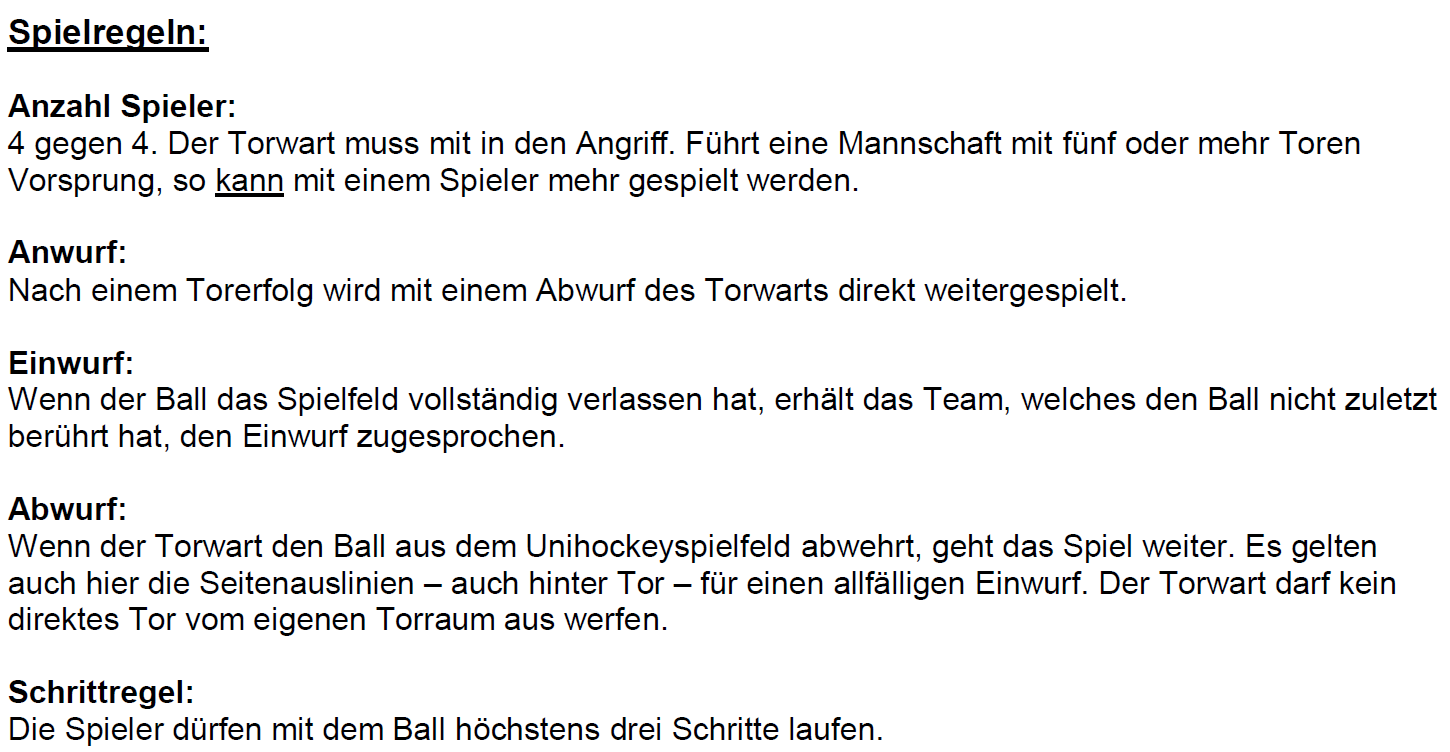 Spielregeln:
Anzahl Spieler:
4 gegen 4. Der Torwart muss mit in den Angriff. Führt eine Mannschaft mit fünf oder mehr Toren
Vorsprung, so kann mit einem Spieler mehr gespielt werden.
Anwurf:
Nach einem Torerfolg wird mit einem Abwurf des Torwarts direkt weitergespielt.
Einwurf:
Wenn der Ball das Spielfeld vollständig verlassen hat, erhält das Team, welches den Ball nicht zuletzt
berührt hat, den Einwurf zugesprochen.
Abwurf:
Wenn der Torwart den Ball aus dem Unihockeyspielfeld abwehrt, geht das Spiel weiter. Es gelten
auch hier die Seitenauslinien – auch hinter Tor – für einen allfälligen Einwurf. Der Torwart darf kein
direktes Tor vom eigenen Torraum aus werfen.
Schrittregel:
Die Spieler dürfen mit dem Ball höchstens drei Schritte laufen.